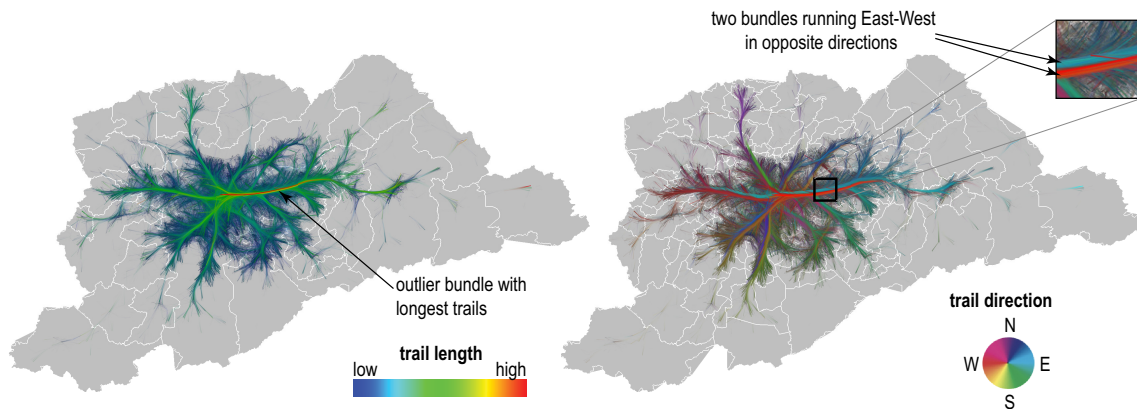 two bundles running East-West
in opposite directions
outlier bundle with
longest trails
trail length
low high
trail direction
N
W E
S